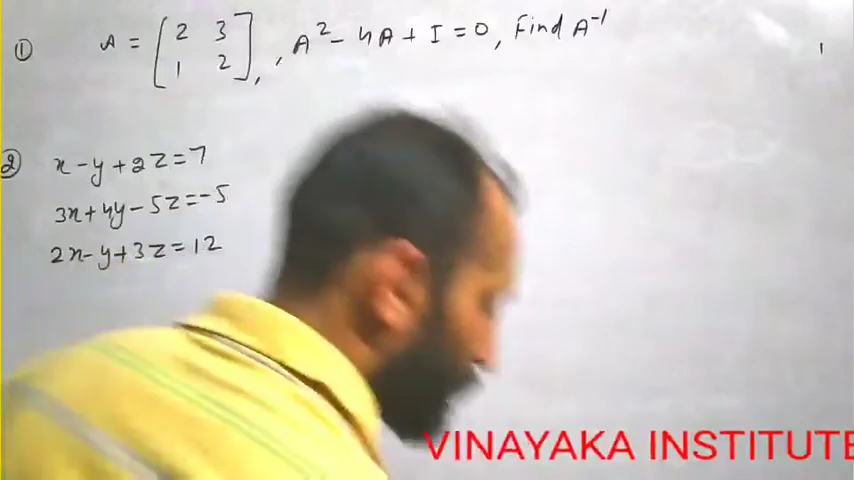 ① A = [2 3 1 2], , A² - 4A + I = 0, Find A⁻¹
② x - y + 2z = 7
3x + 4y - 5z = -5
2x - y + 3z = 12
VINAYAKA INSTITUTE